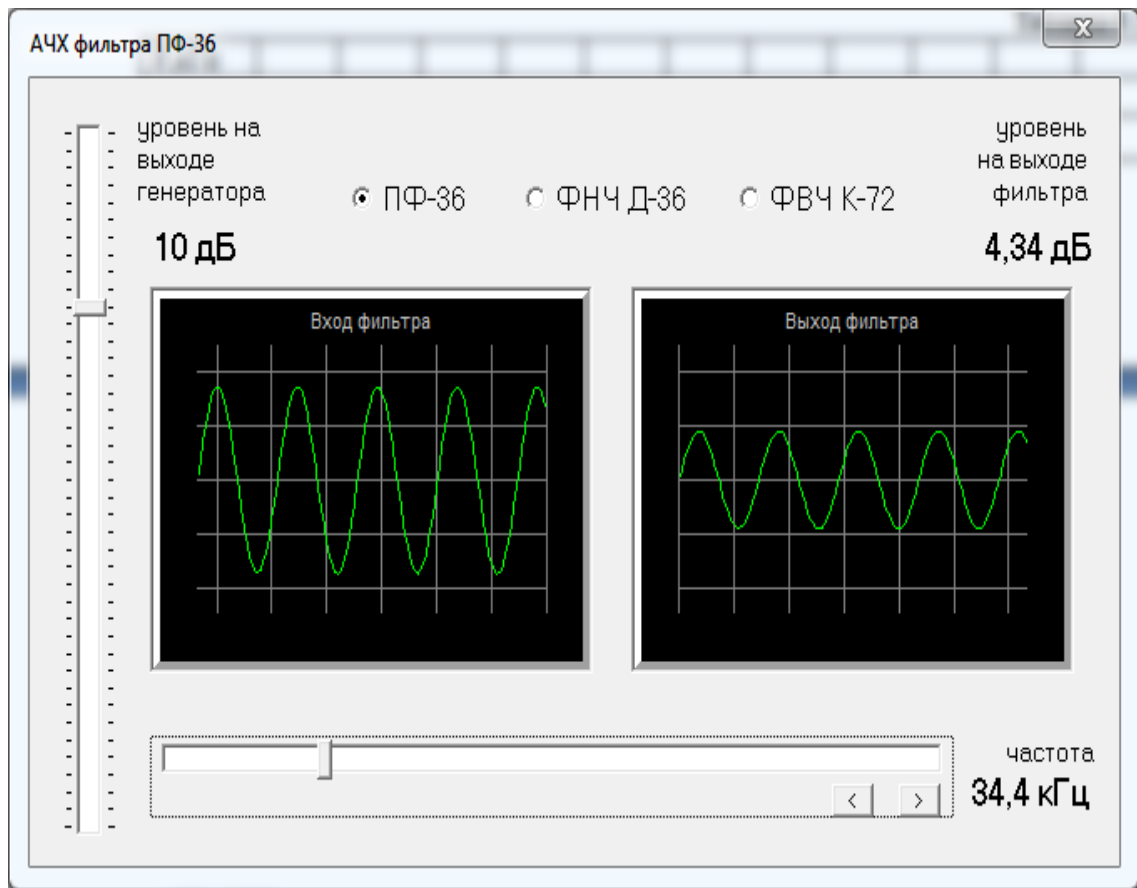 АЧХ фильтра ПФ-36
уровень на
выходе
генератора
10 дБ
ПФ-36
ФНЧ Д-36
ФВЧ К-72
уровень
на выходе
фильтра
4,34 дБ
Вход фильтра
Выход фильтра
частота
34,4 кГц